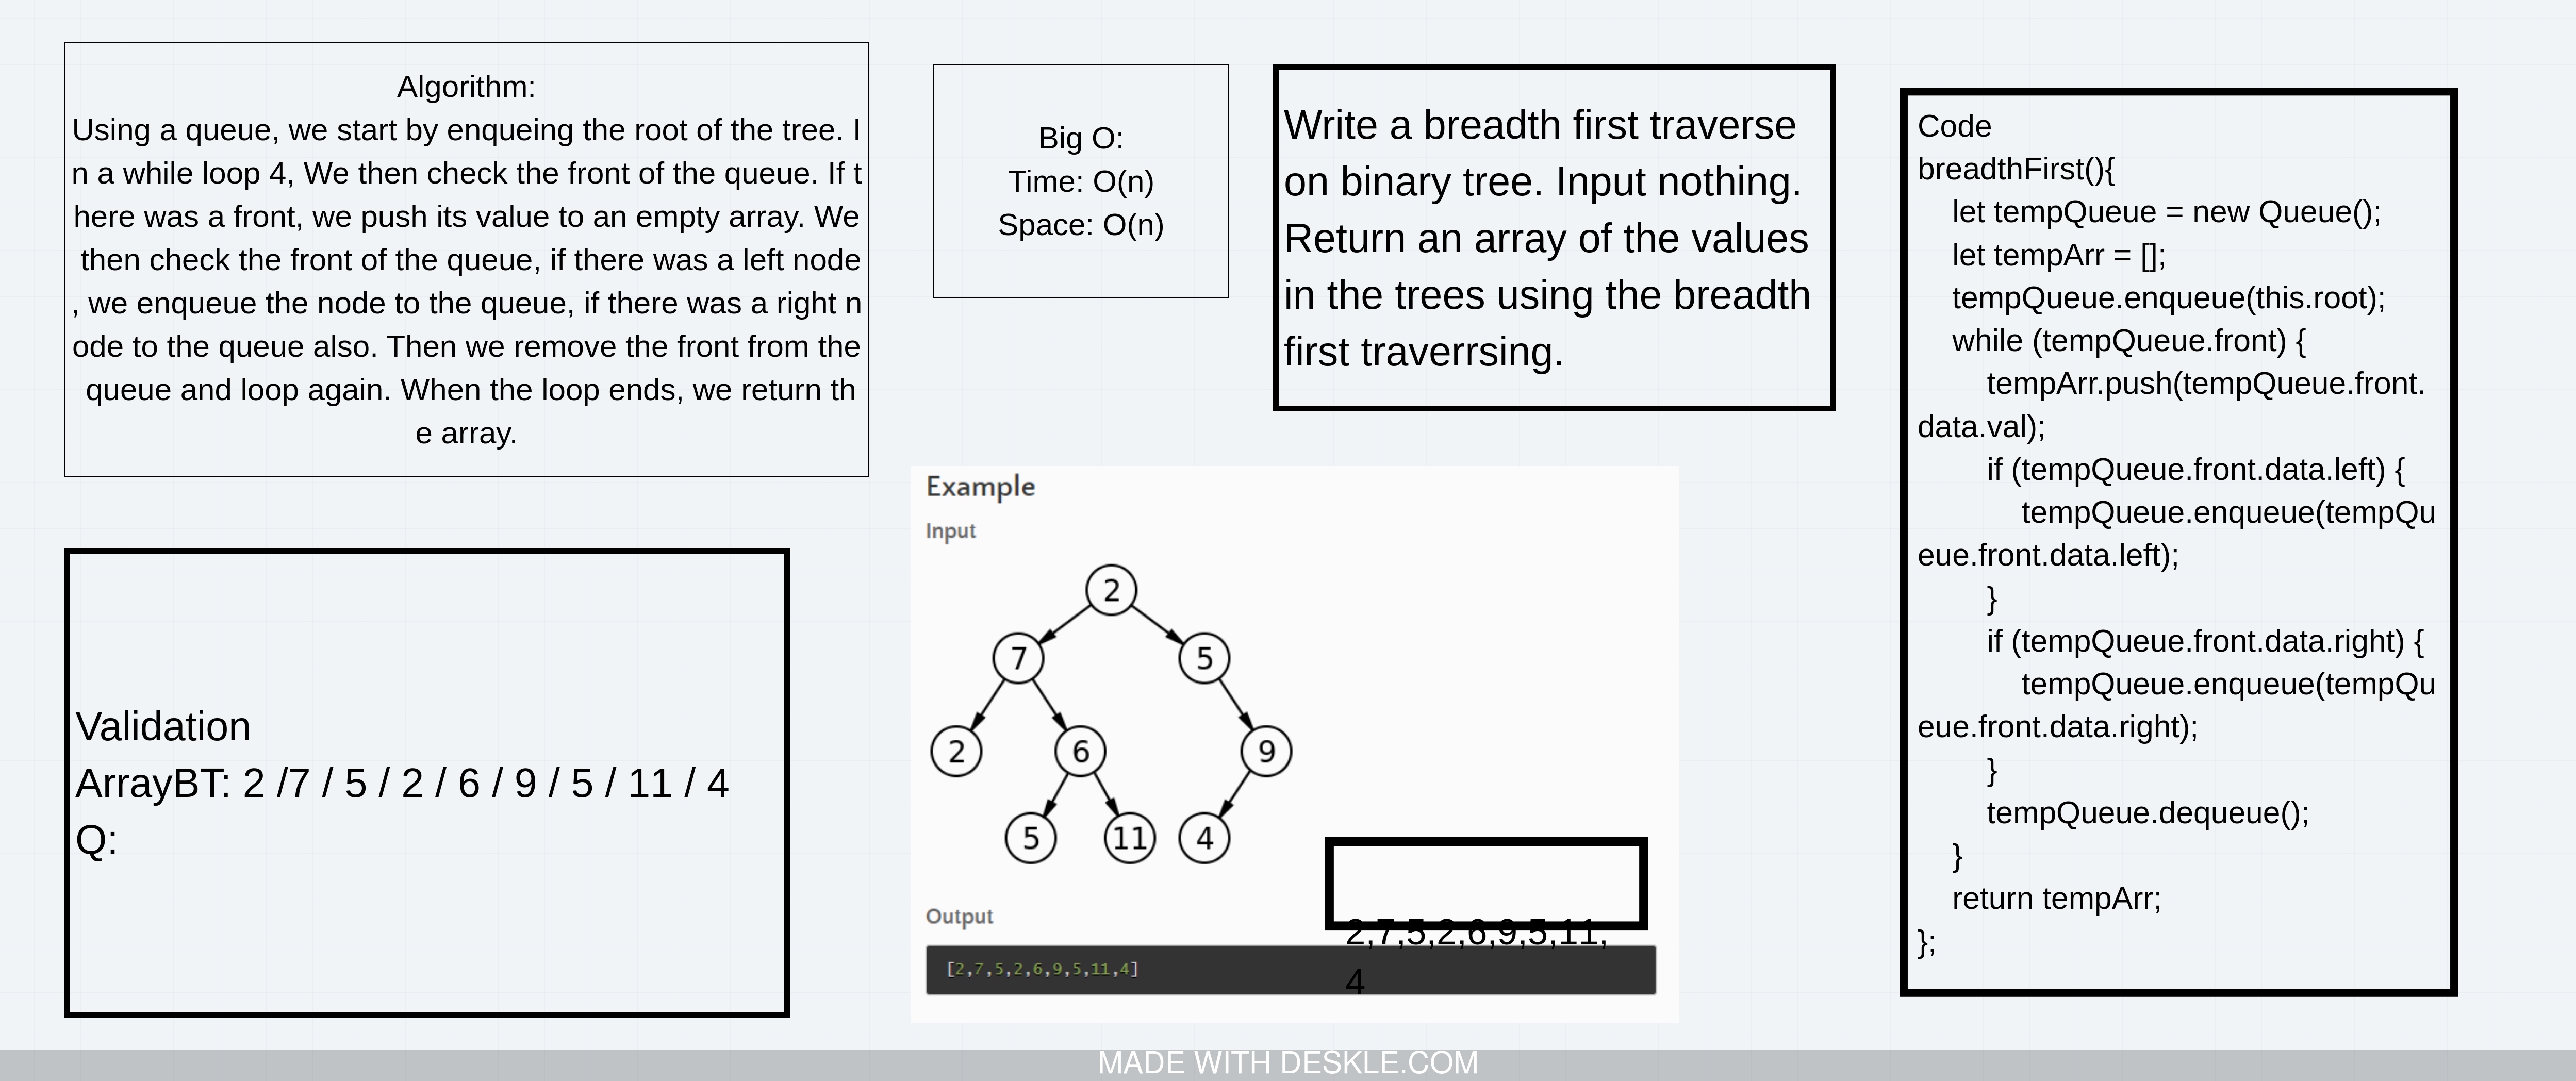 Algorithm:
Using a queue, we start by enqueing the root of the tree. I
n a while loop 4, We then check the front of the queue. If t
here was a front, we push its value to an empty array. We
then check the front of the queue, if there was a left node
, we enqueue the node to the queue, if there was a right n
ode to the queue also. Then we remove the front from the
queue and loop again. When the loop ends, we return th
e array.
Big O:
Time: O(n)
Space: O(n)
Write a breadth first traverse
on binary tree. Input nothing.
Return an array of the values
in the trees using the breadth
first traverrsing.
Code
breadthFirst(){
let tempQueue = new Queue();
let tempArr = [];
tempQueue.enqueue(this.root);
while (tempQueue.front) {
tempArr.push(tempQueue.front.
data.val);
if (tempQueue.front.data.left) {
tempQueue.enqueue(tempQu
eue.front.data.left);
}
if (tempQueue.front.data.right) {
tempQueue.enqueue(tempQu
eue.front.data.right);
}
tempQueue.dequeue();
}
return tempArr;
};
Validation
ArrayBT: 2 /7 / 5 / 2 / 6 / 9 / 5 / 11 / 4
Q:
Example
Input
2
7 5
2 6 9
5 11 4
Output
2,7,5,2,6,9,5,11,
4
[2,7,5,2,6,9,5,11,4]
MADE WITH DESKLE.COM